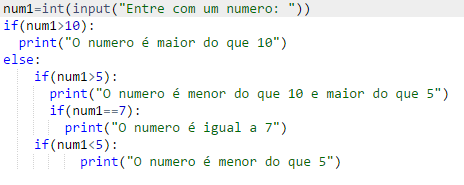 num1=int(input("Entre com um numero: "))
if(num1>10):
  print("O numero é maior do que 10")
else:
    if(num1>5):
      print("O numero é menor do que 10 e maior do que 5")
      if(num1==7):
        print("O numero é igual a 7")
    if(num1<5):
          print("O numero é menor do que 5")